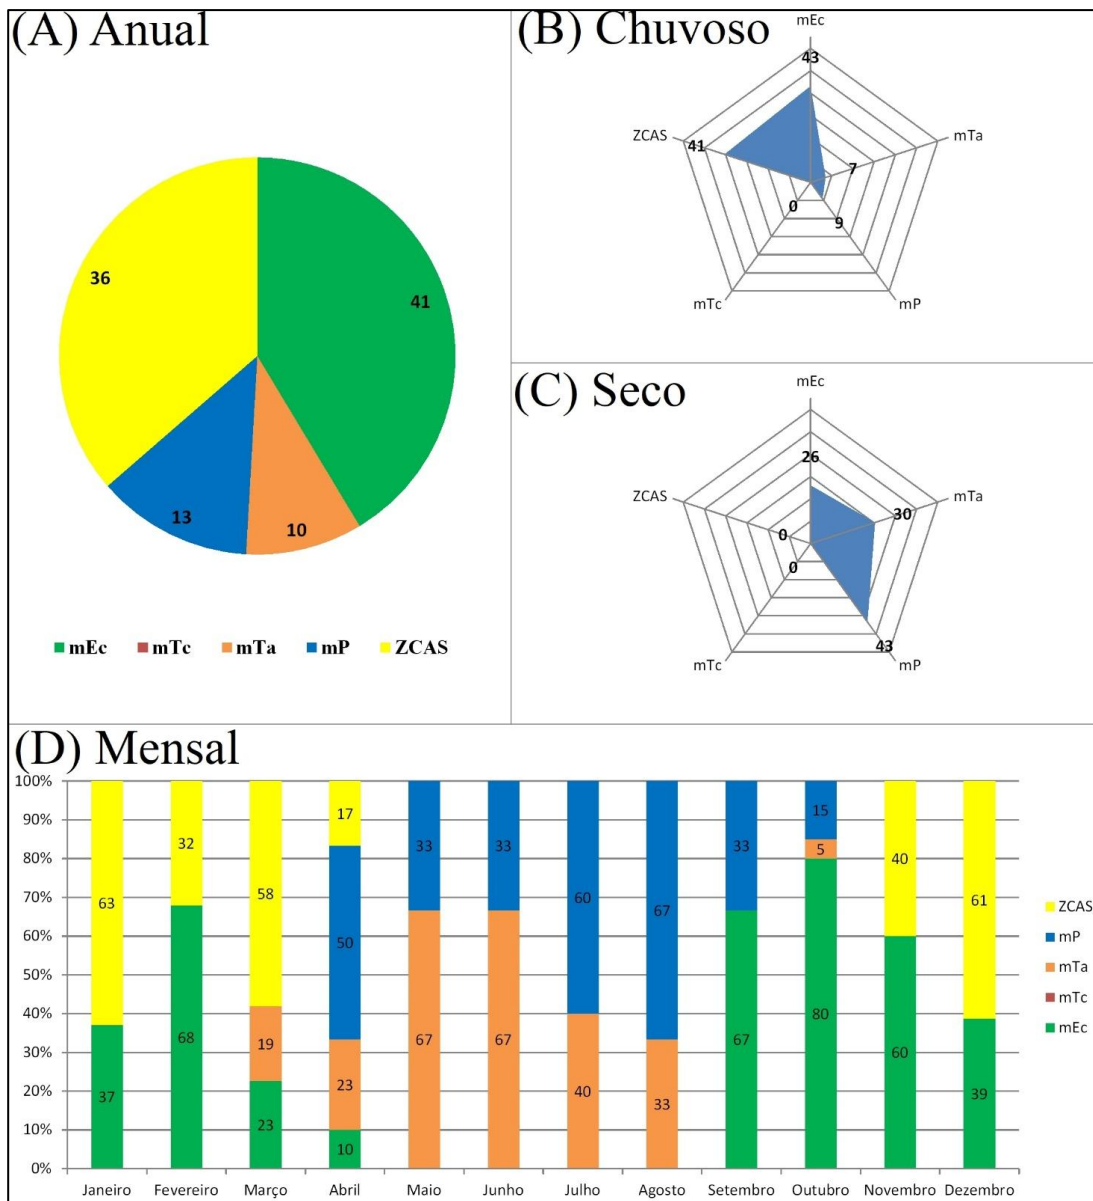 (A) Anual
36
41
13
10
mEc mTc mTa mP ZCAS
(B) Chuvoso
mEc
43
ZCAS
41
mTa
7
0
9
mTc
mP
(C) Seco
mEc
26
ZCAS
mTa
30
0
0
43
mTc
mP
(D) Mensal
100%
90%
80%
70%
60%
50%
40%
30%
20%
10%
0%
63
37
32
68
58
19
23
17
50
23
10
33
67
33
67
60
40
67
33
33
67
15
5
80
40
60
61
39
Janeiro Fevereiro Março Abril Maio Junho Julho Agosto Setembro Outubro Novembro Dezembro
ZCAS
mP
mTa
mTc
mEc